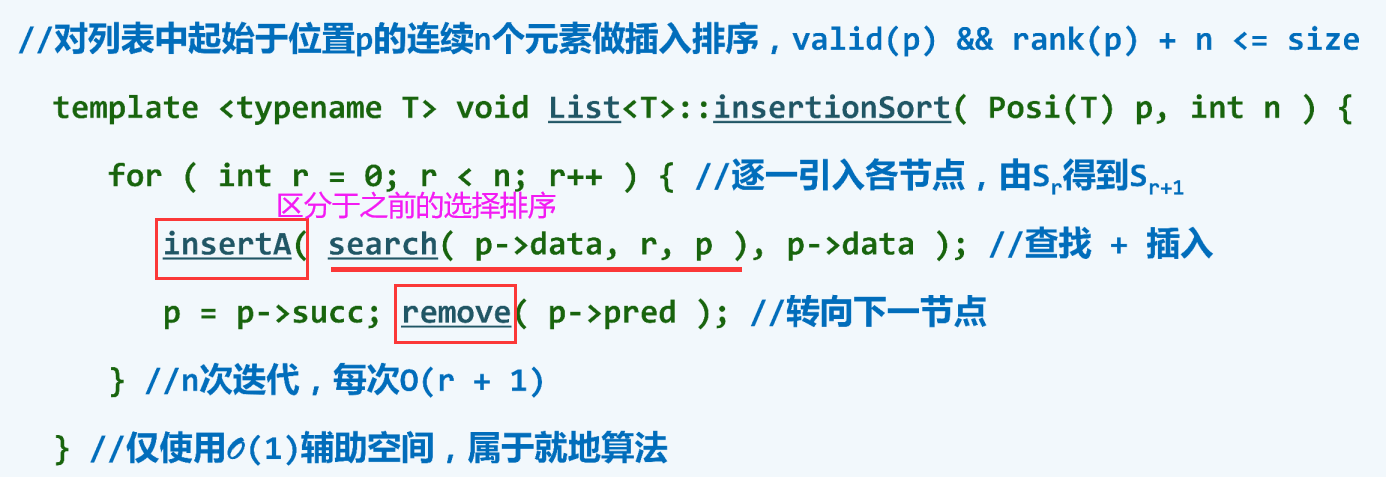 //对列表中起始于位置p的连续n个元素做插入排序，valid(p) && rank(p) + n <= size
template <typename T> void List<T>::insertionSort( Posi(T) p, int n ) {
for ( int r = 0; r < n; r++ ) { //逐一引入各节点，由Sr得到Sr+1
区分于之前的选择排序
insertA( search( p->data, r, p ), p->data ); //查找 + 插入
p = p->succ; remove( p->pred ); //转向下一节点
} //n次迭代，每次O(r + 1)
} //仅使用O(1)辅助空间，属于就地算法